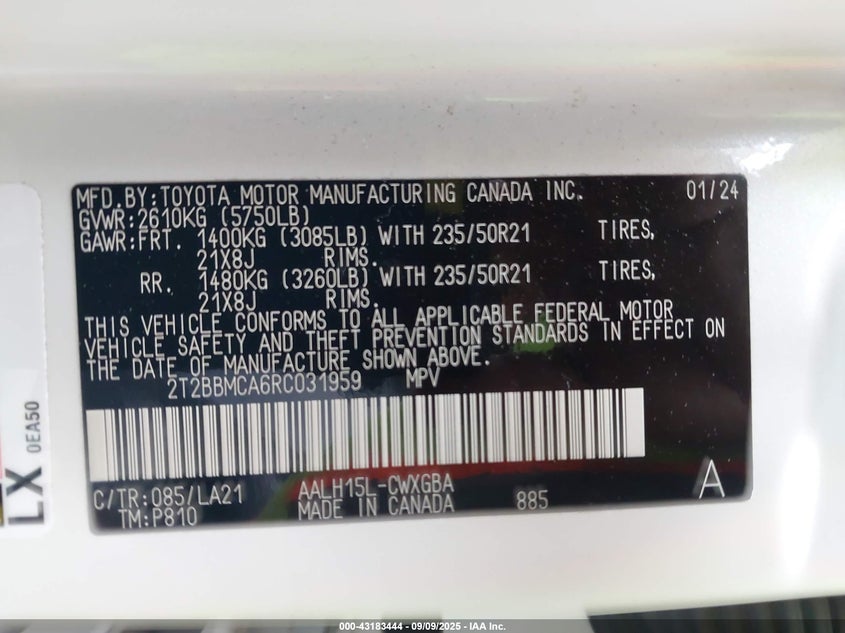 MFD.BY:TOYOTA MOTOR MANUFACTURING CANADA INC. 01/24
GVWR:2610KG (5750LB)
GAWR:FRT. 1400KG (3085LB) WITH 235/50R21 TIRES,
21X8J RIMS.
RR. 1480KG (3260LB) WITH 235/50R21 TIRES,
21X8J RIMS.
THIS VEHICLE CONFORMS TO ALL APPLICABLE FEDERAL MOTOR
VEHICLE SAFETY AND THEFT PREVENTION STANDARDS IN EFFECT ON
THE DATE OF MANUFACTURE SHOWN ABOVE.
2T2BBMCA6RC031959 MPV
C/TR:085/LA21 AALH15L-CWXGBA A
TM:P810 MADE IN CANADA 885
LX 0EA50
000-43183444 - 09/09/2025 - IAA Inc.